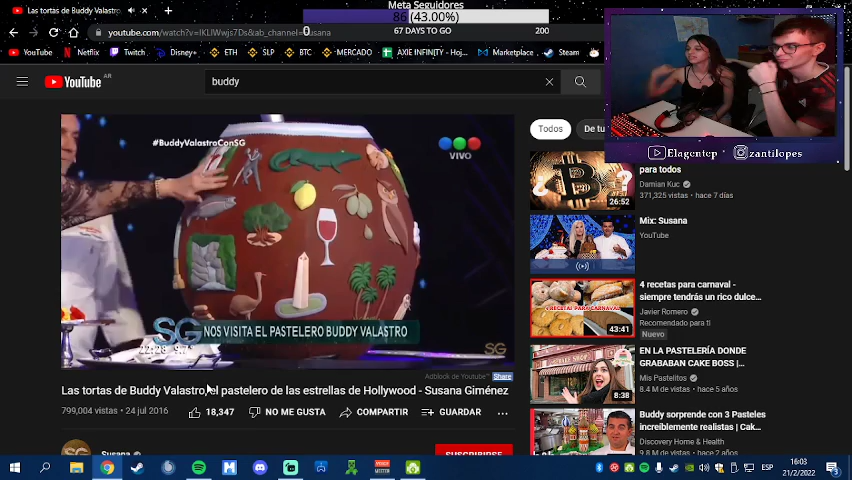 Las tortas de Buddy Valastro,
Meta Seguidores
86 (43.00%)
0
200
67 DAYS TO GO
youtube.com/watch?v=IKLlWwjs7Ds&ab_channel=Susana
YouTube
Netflix
Twitch
Disney+
ETH
SLP
BTC
MERCADO
AXIE INFINITY - Hoj...
Marketplace
Steam
YouTube AR
buddy
Elagentep
zantilopes
#BuddyValastroConSG
VIVO
SG NOS VISITA EL PASTELERO BUDDY VALASTRO
22:28
SG
Adblock de Youtube™ Share
Las tortas de Buddy Valastro, el pastelero de las estrellas de Hollywood - Susana Giménez
799,004 vistas • 24 jul 2016
18,347
NO ME GUSTA
COMPARTIR
GUARDAR
...
Susana
SUSCRIBIRSE
Todos
De tu
para todos
Damian Kuc
371,325 vistas • hace 7 días
26:52
Mix: Susana
YouTube
4 recetas para carnaval -
siempre tendrás un rico dulce...
Javier Romero
Recomendado para ti
Nuevo
43:41
EN LA PASTELERÍA DONDE
GRABABAN CAKE BOSS |
Mis Pastelitos
8.4 M de vistas • hace 5 años
8:38
Buddy sorprende con 3 Pasteles
increíblemente realistas | Cak...
Discovery Home & Health
ESP
16:03
21/2/2022